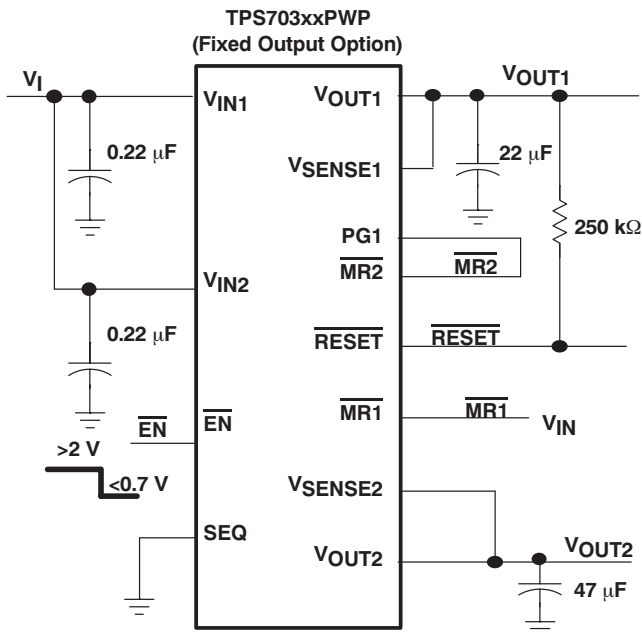 TPS703xxPWP
(Fixed Output Option)
VI
VIN1
VOUT1
VOUT1
0.22 μF
VSENSE1
22 μF
250 kΩ
PG1
MR2
MR2
VIN2
0.22 μF
RESET
RESET
EN
EN
MR1
MR1
VIN
>2 V
<0.7 V
VSENSE2
SEQ
VOUT2
VOUT2
47 μF